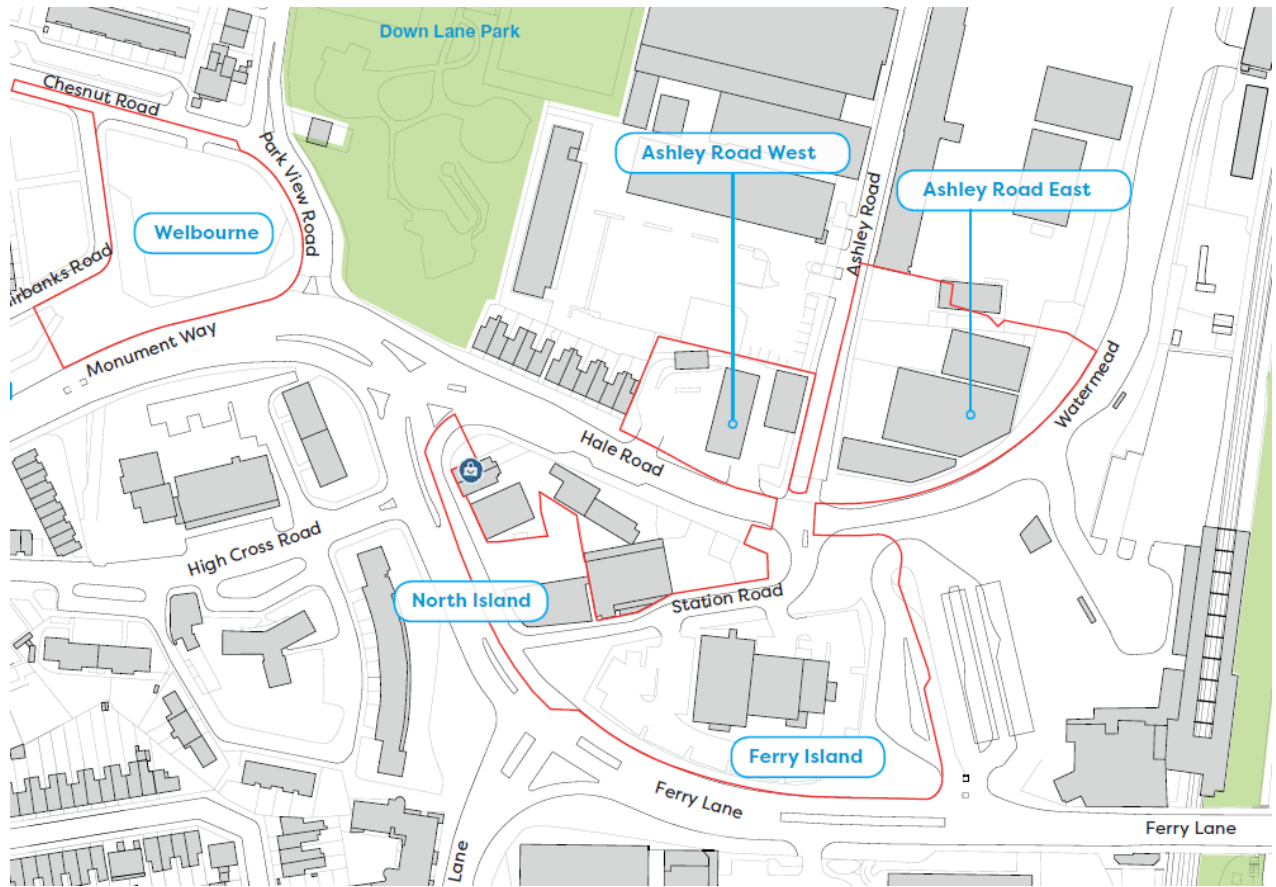 Down Lane Park
Chesnut Road
Park View Road
Ashley Road West
Ashley Road
Ashley Road East
Welbourne
irbanks Road
Monument Way
Watermead
Hale Road
High Cross Road
North Island
Station Road
Ferry Island
Ferry Lane
Ferry Lane
Lane